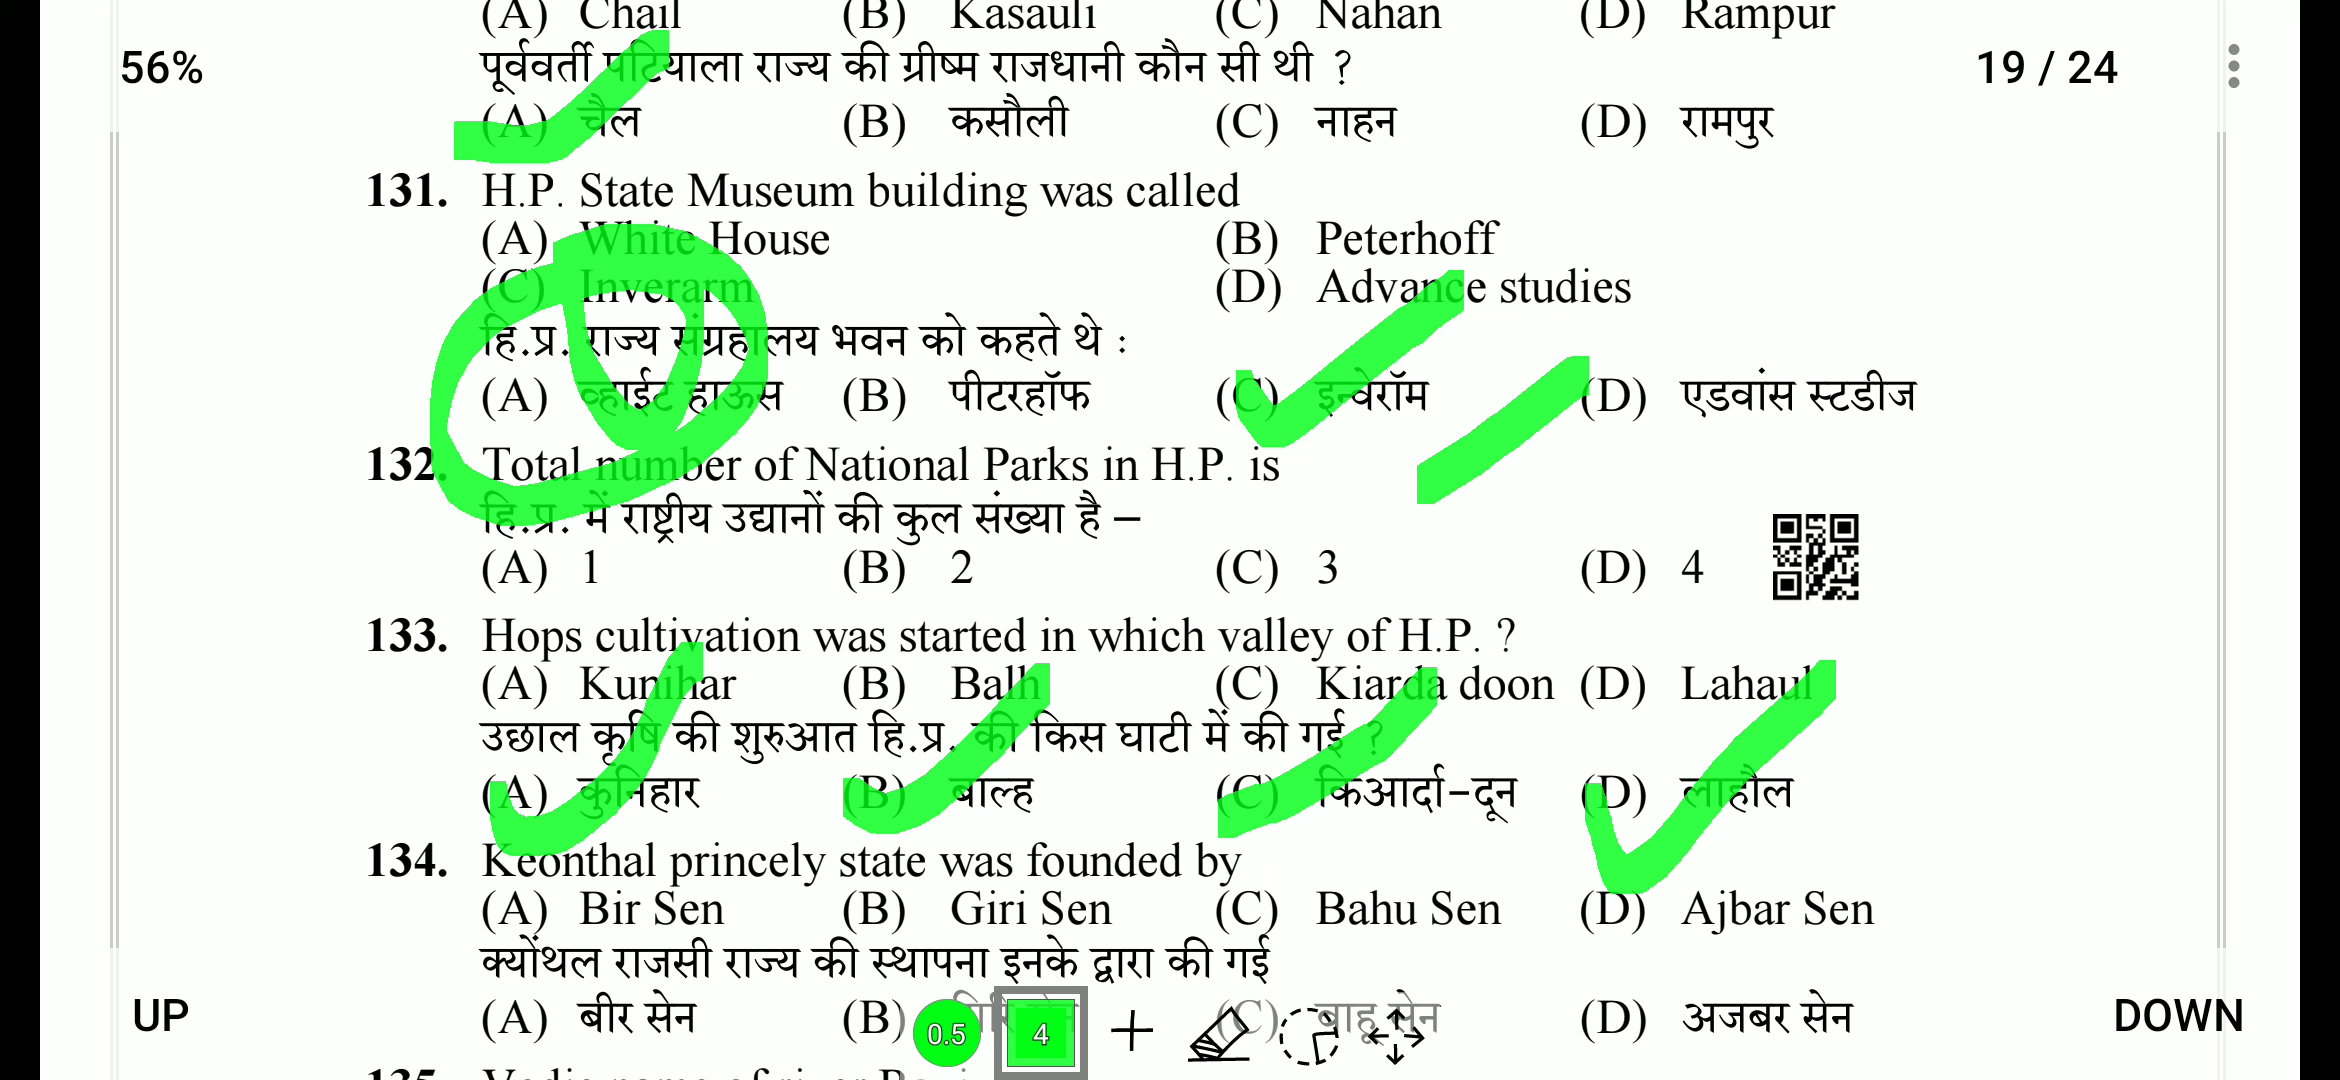 (A) Chail (B) Kasauli (C) Nahan (D) Rampur
56%
पूर्ववर्ती पटियाला राज्य की ग्रीष्म राजधानी कौन सी थी ?
19 / 24
(A) चैल (B) कसौली (C) नाहन (D) रामपुर
131. H.P. State Museum building was called
(A) White House (B) Peterhoff
(C) Inverarm (D) Advance studies
हि.प्र. राज्य संग्रहालय भवन को कहते थे :
(A) व्हाईट हाऊस (B) पीटरहॉफ (C) इन्वेरॉम (D) एडवांस स्टडीज
132. Total number of National Parks in H.P. is
हि.प्र. में राष्ट्रीय उद्यानों की कुल संख्या है –
(A) 1 (B) 2 (C) 3 (D) 4
133. Hops cultivation was started in which valley of H.P. ?
(A) Kunihar (B) Balh (C) Kiarda doon (D) Lahaul
उछाल कृषि की शुरुआत हि.प्र. की किस घाटी में की गई ?
(A) कुनिहार (B) बाल्ह (C) किआर्दा-दून (D) लाहौल
134. Keonthal princely state was founded by
(A) Bir Sen (B) Giri Sen (C) Bahu Sen (D) Ajbar Sen
क्योंथल राजसी राज्य की स्थापना इनके द्वारा की गई
UP
(A) बीर सेन (B) (C) बाहू सेन (D) अजबर सेन
DOWN
0.5 4